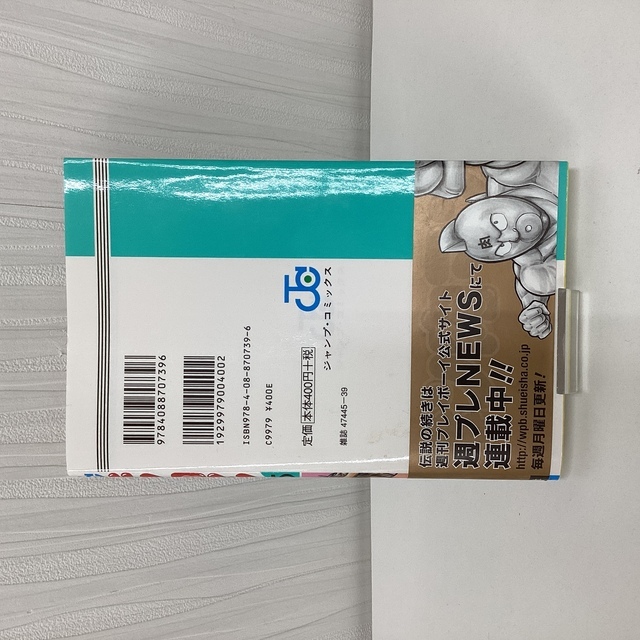 9784088707396
1929979004002
ISBN978-4-08-870739-6
C9979 ¥400E
定価 本体400円+税
雑誌 47445-39
ジャンプ・コミックス
JC
肉
伝説の続きは
週刊プレイボーイ公式サイト
週プレNEWSにて
連載中!!
http://wpb.shueisha.co.jp
毎週月曜日更新!